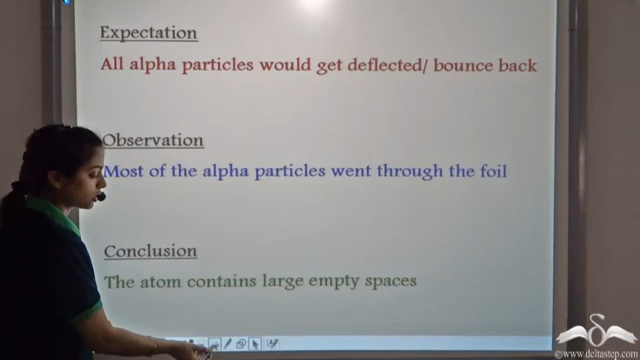 Expectation
All alpha particles would get deflected/ bounce back
Observation
Most of the alpha particles went through the foil
Conclusion
The atom contains large empty spaces
©www.deltastep.com